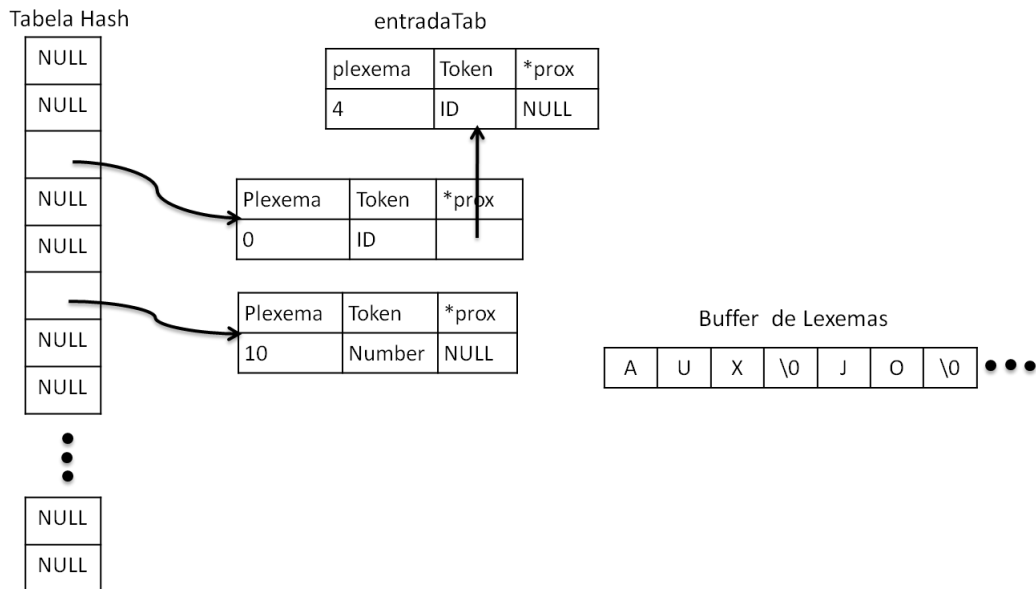 Tabela Hash
NULL
NULL
NULL
NULL
NULL
NULL
NULL
NULL
entradaTab
plexema Token *prox
4 ID NULL
Plexema Token *prox
0 ID
Plexema Token *prox
10 Number NULL
Buffer de Lexemas
A U X \0 J O \0